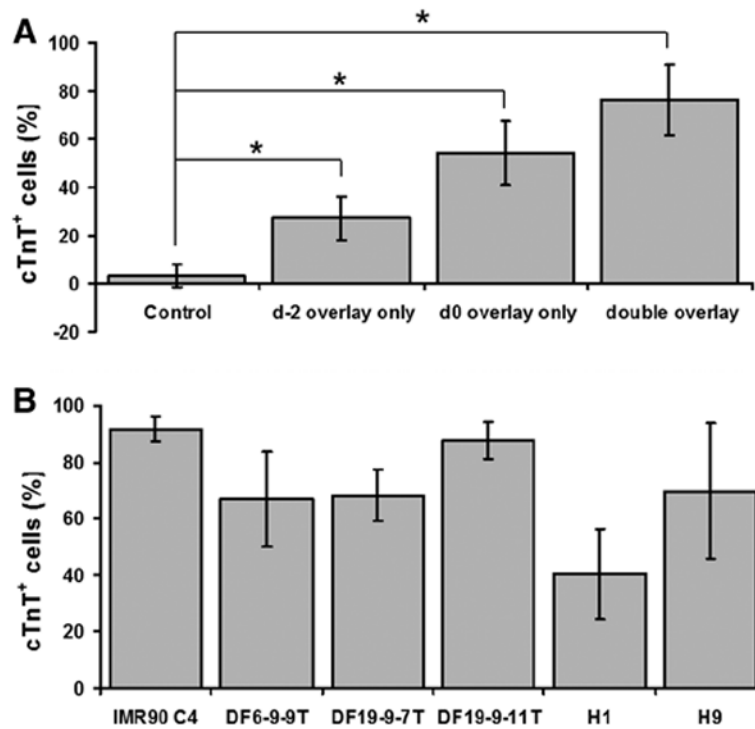 A
*
100
*
80
60
*
40
20
0
-20
cTnT⁺ cells (%)
Control d-2 overlay only d0 overlay only double overlay
B
100
80
60
40
20
0
cTnT⁺ cells (%)
IMR90 C4 DF6-9-9T DF19-9-7T DF19-9-11T H1 H9